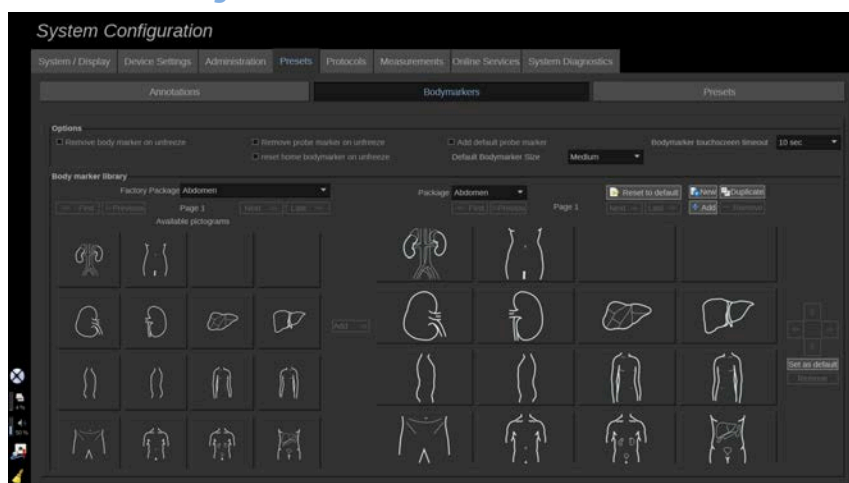 System Configuration
System / Display Device Settings Administration Presets Protocols Measurements Online Services System Diagnostics
Annotations Bodymarkers Presets
Options
Remove body marker on unfreeze Remove probe marker on unfreeze Add default probe marker Bodymarker touchscreen timeout 10 sec
reset home bodymarker on unfreeze Default Bodymarker Size Medium
Body marker library
Factory Package Abdomen Package Abdomen Reset to default New Duplicate
First Previous Page 1 Next Last First Previous Page 1 Next Last Add Remove
Available pictograms
Add
Set as default
Remove
4 %
50 %